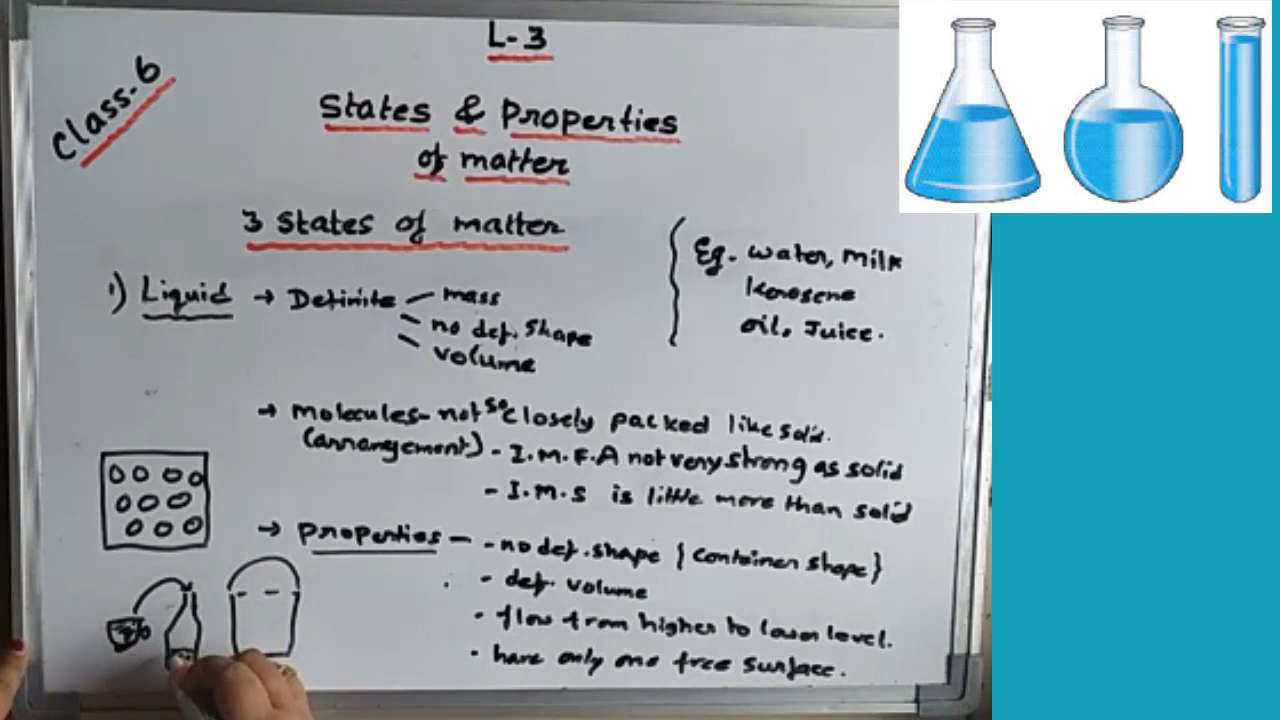 L-3
Class-6
States & Properties
of matter
3 States of matter
1) Liquid → Definite - mass
- no def. shape
- volume
Eg. water, milk
kerosene
oil, Juice.
→ molecules- not so closely packed like solid.
(arrangement) - I.M.F.A not very strong as solid
- I.M.S is little more than solid
→ Properties - - no def. shape { Container shape }
- def. volume
- flow from higher to lower level.
- have only one free surface.